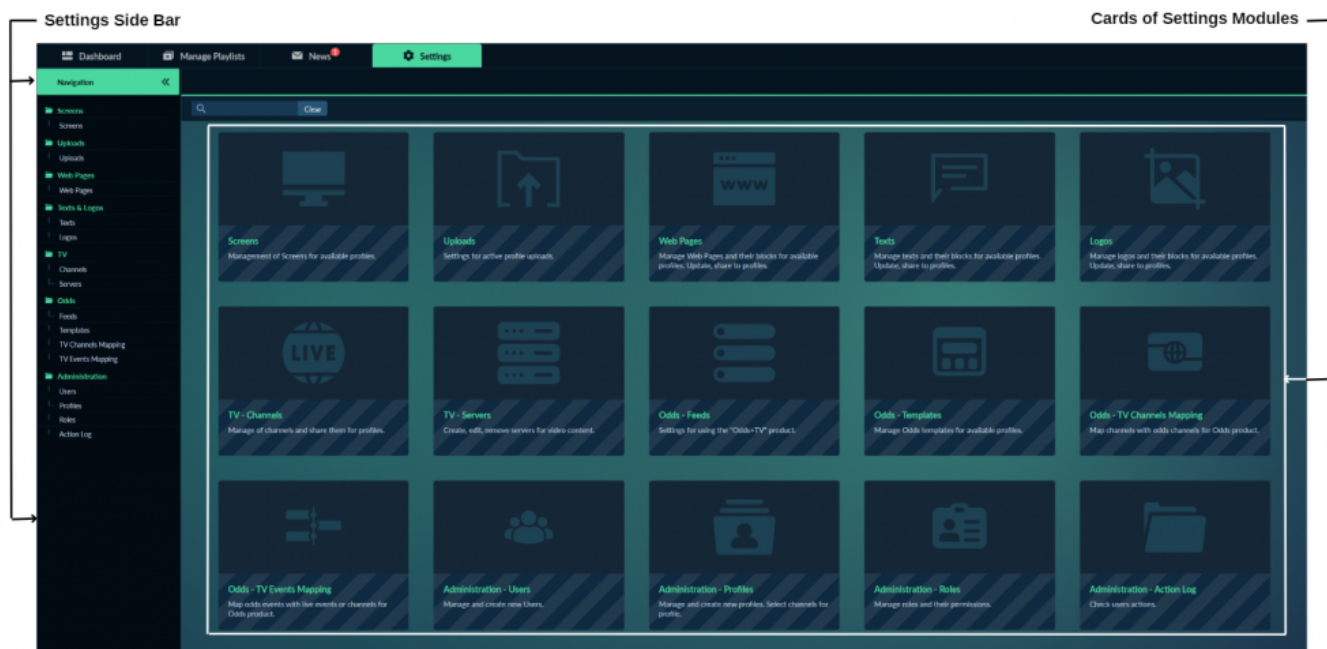 Settings Side Bar
Cards of Settings Modules
Dashboard
Manage Playlists
News
Settings
Navigation
Clear
Screens
Screens
Uploads
Uploads
Web Pages
Web Pages
Texts & Logos
Texts
Logos
TV
Channels
Servers
Odds
Feeds
Templates
TV Channels Mapping
TV Events Mapping
Administration
Users
Profiles
Roles
Action Log
Screens
Management of Screens for available profiles.
Uploads
Settings for active profile uploads.
WWW
Web Pages
Manage Web Pages and their blocks for available
profiles. Update, share to profiles.
Texts
Manage texts and their blocks for available profiles.
Update, share to profiles.
Logos
Manage logos and their blocks for available profiles.
Update, share to profiles.
LIVE
TV - Channels
Manage of channels and share them for profiles.
TV - Servers
Create, edit, remove servers for video content.
Odds - Feeds
Settings for using the "Odds+TV" product.
Odds - Templates
Manage Odds templates for available profiles.
Odds - TV Channels Mapping
Map channels with odds channels for Odds product.
Odds - TV Events Mapping
Map odds events with live events or channels for
Odds product.
Administration - Users
Manage and create new Users.
Administration - Profiles
Manage and create new profiles. Select channels for
profile.
Administration - Roles
Manage roles and their permissions.
Administration - Action Log
Check users actions.